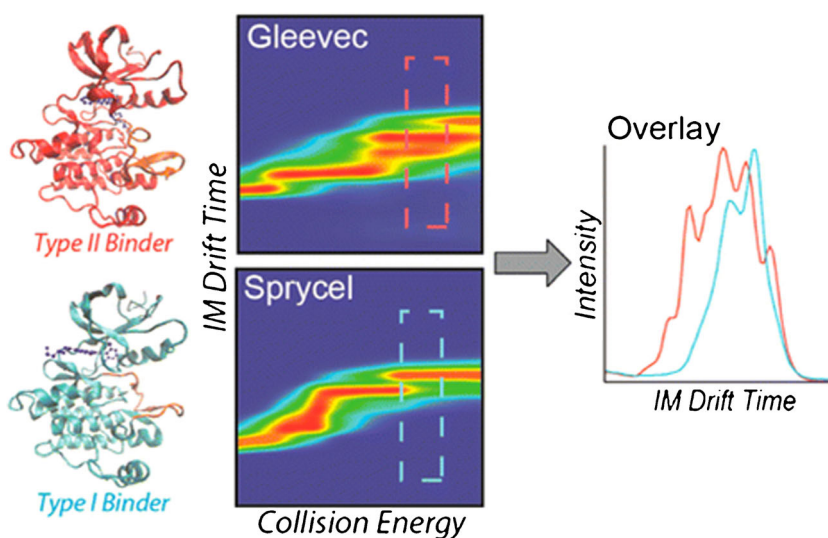 Gleevec
Type II Binder
IM Drift Time
Sprycel
Type I Binder
Collision Energy
Overlay
Intensity
IM Drift Time